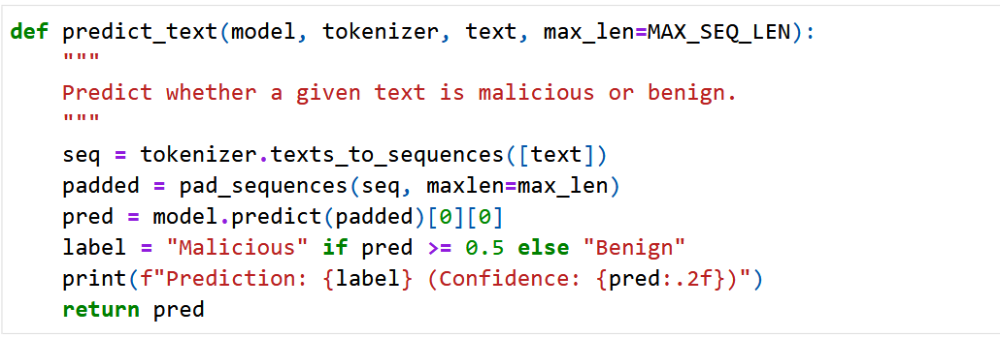 def predict_text(model, tokenizer, text, max_len=MAX_SEQ_LEN):
    """
    Predict whether a given text is malicious or benign.
    """
    seq = tokenizer.texts_to_sequences([text])
    padded = pad_sequences(seq, maxlen=max_len)
    pred = model.predict(padded)[0][0]
    label = "Malicious" if pred >= 0.5 else "Benign"
    print(f"Prediction: {label} (Confidence: {pred:.2f})")
    return pred